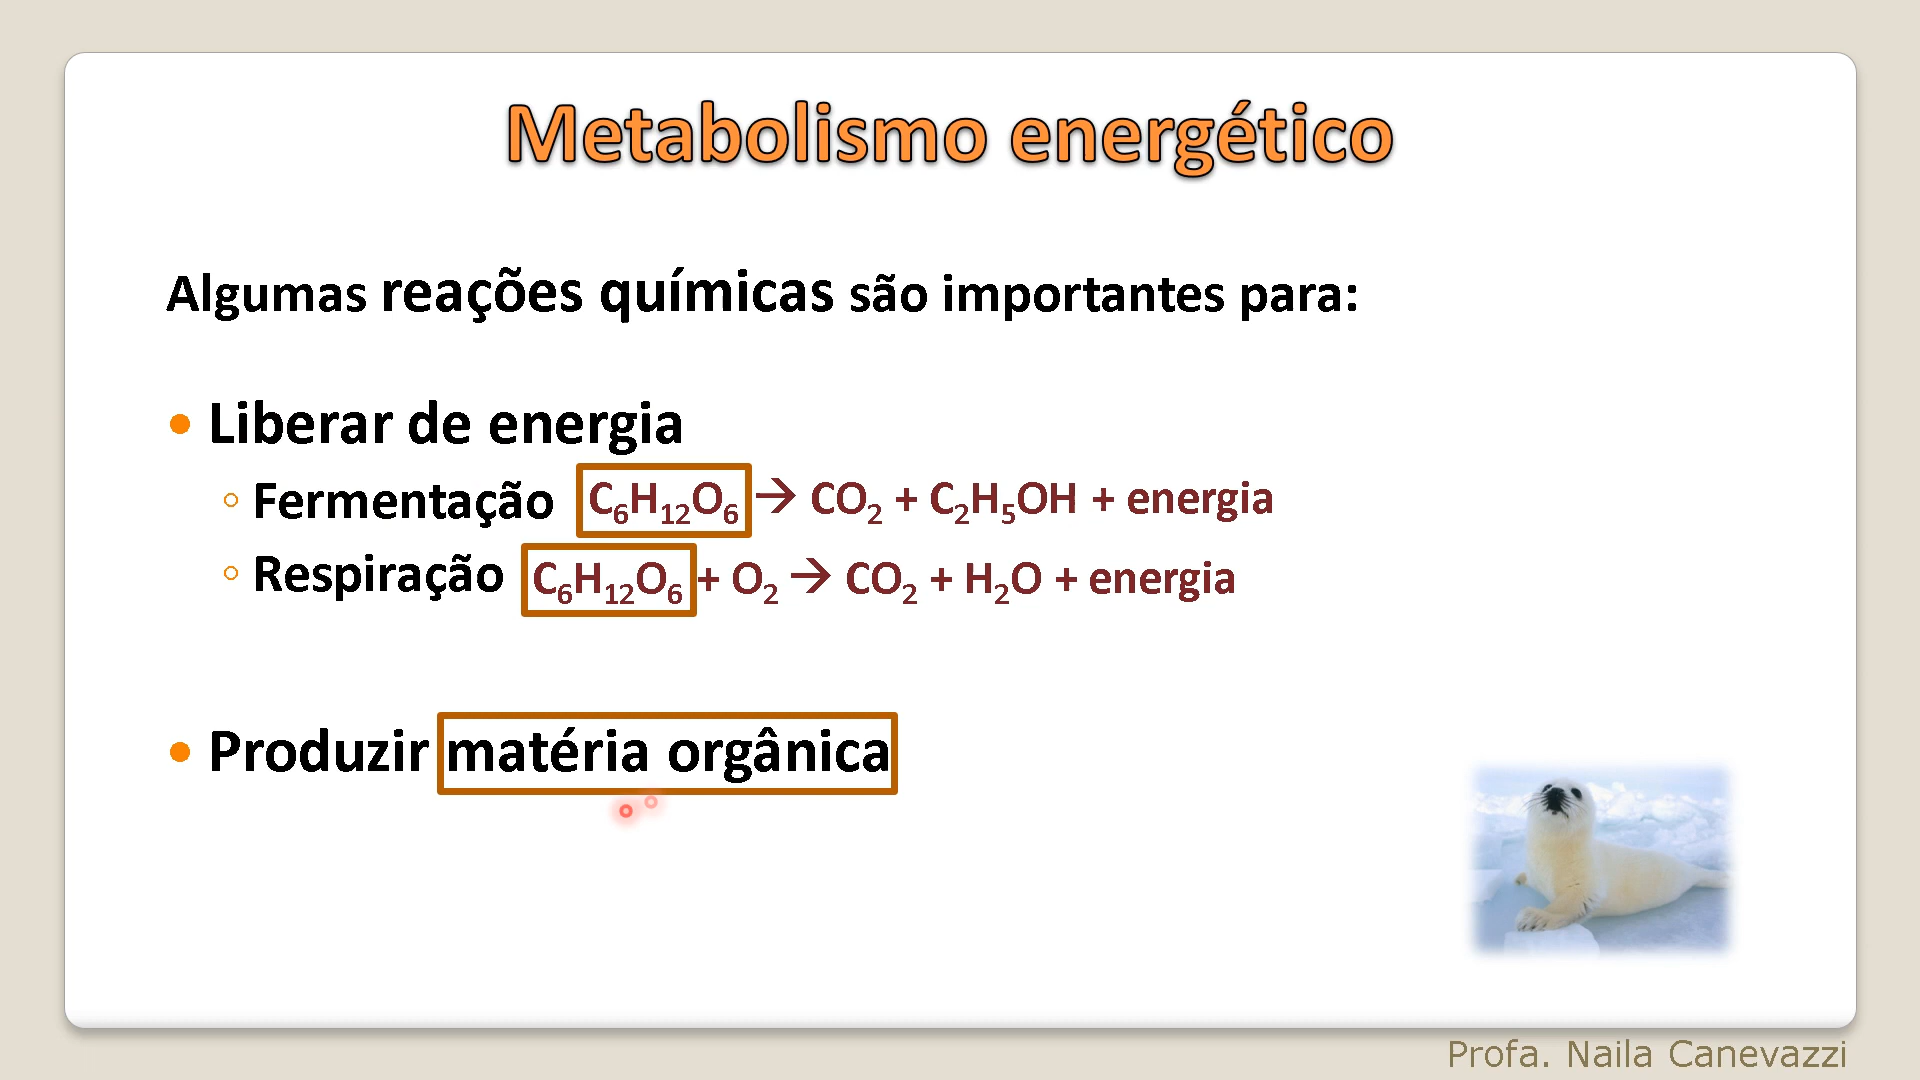 Metabolismo energético
Algumas reações químicas são importantes para:
• Liberar de energia
◦ Fermentação C₆H₁₂O₆ → CO₂ + C₂H₅OH + energia
◦ Respiração C₆H₁₂O₆ + O₂ → CO₂ + H₂O + energia
• Produzir matéria orgânica
Profa. Naila Canevazzi